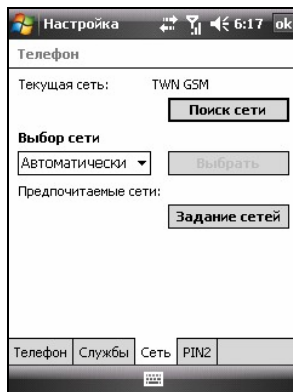 Настройка 6:17 ok
Телефон
Текущая сеть: TWN GSM
Поиск сети
Выбор сети
Автоматически Выбрать
Предпочитаемые сети:
Задание сетей
Телефон Службы Сеть PIN2